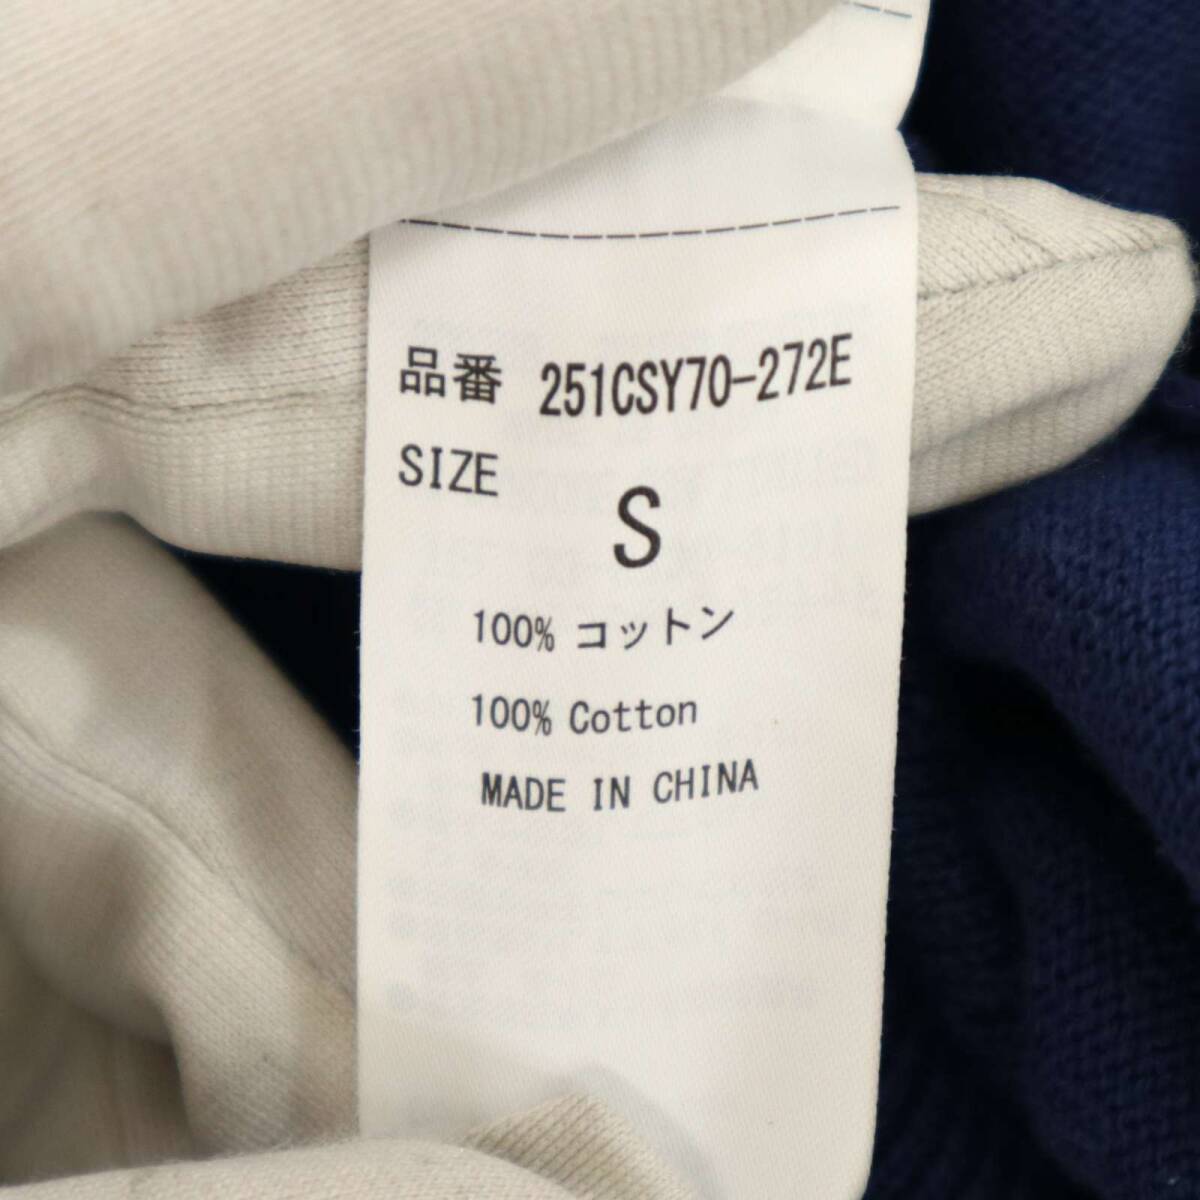 品番 251CSY70-272E
SIZE
S
100% コットン
100% Cotton
MADE IN CHINA